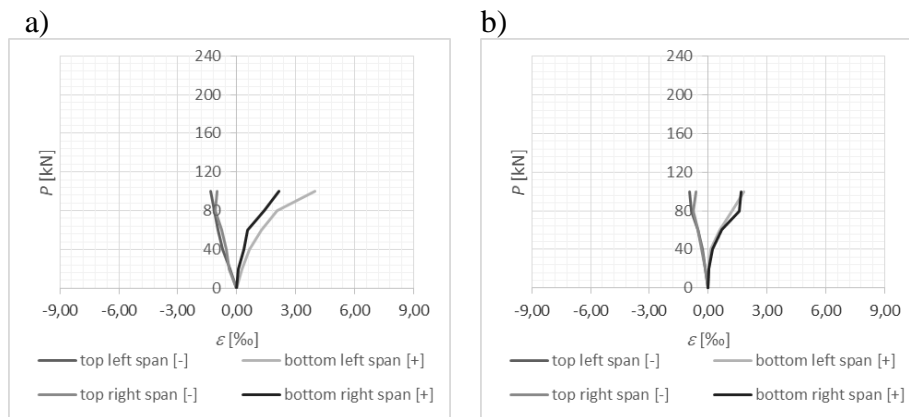 a)
240
200
160
120
80
40
0
P [kN]
-9,00 -6,00 -3,00 0,00 3,00 6,00 9,00
ε [‰]
top left span [-] bottom left span [+]
top right span [-] bottom right span [+]
b)
240
200
160
120
80
40
0
P [kN]
-9,00 -6,00 -3,00 0,00 3,00 6,00 9,00
ε [‰]
top left span [-] bottom left span [+]
top right span [-] bottom right span [+]